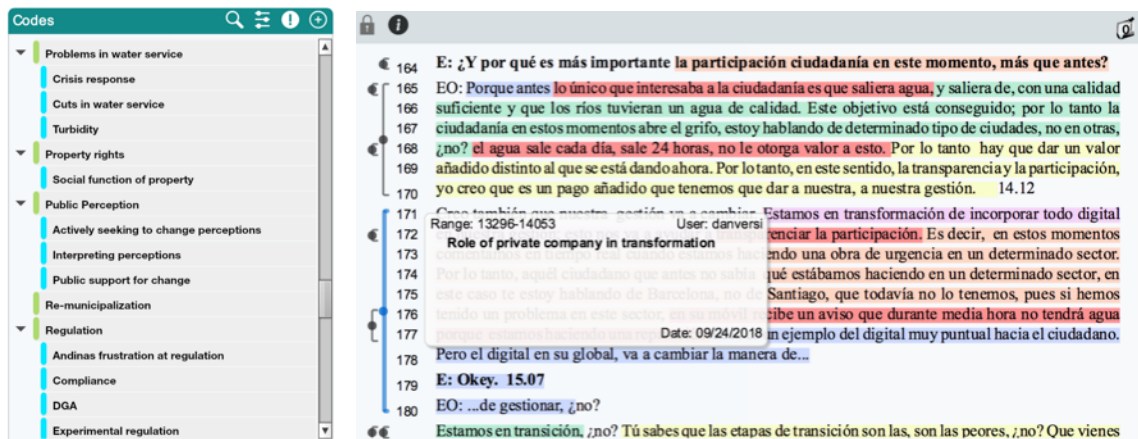 Codes
Problems in water service
Crisis response
Cuts in water service
Turbidity
Property rights
Social function of property
Public Perception
Actively seeking to change perceptions
Interpreting perceptions
Public support for change
Re-municipalization
Regulation
Andinas frustration at regulation
Compliance
DGA
Experimental regulation
164 E: ¿Y por qué es más importante la participación ciudadanía en este momento, más que antes?
165 EO: Porque antes lo único que interesaba a la ciudadanía es que saliera agua, y saliera de, con una calidad
166 suficiente y que los ríos tuvieran un agua de calidad. Este objetivo está conseguido; por lo tanto la
167 ciudadanía en estos momentos abre el grifo, estoy hablando de determinado tipo de ciudades, no en otras,
168 ¿no? el agua sale cada día, sale 24 horas, no le otorga valor a esto. Por lo tanto hay que dar un valor
169 añadido distinto al que se está dando ahora. Por lo tanto, en este sentido, la transparencia y la participación,
170 yo creo que es un pago añadido que tenemos que dar a nuestra, a nuestra gestión. 14.12
171 Estamos en transformación de incorporar todo digital
Range: 13296-14053 User: danversi
172 renciar la participación. Es decir, en estos momentos
Role of private company in transformation
173 comentamos en tiempo real cuando estamos haciendo una obra de urgencia en un determinado sector.
174 Por lo tanto, aquél ciudadano que antes no sabía qué estábamos haciendo en un determinado sector, en
175 este caso te estoy hablando de Barcelona, no de Santiago, que todavía no lo tenemos, pues si hemos
176 tenido un problema en este sector, en su móvil recibe un aviso que durante media hora no tendrá agua
177 porque estamos haciendo una un ejemplo del digital muy puntual hacia el ciudadano.
Date: 09/24/2018
178 Pero el digital en su global, va a cambiar la manera de...
179 E: Okey. 15.07
180 EO: ...de gestionar, ¿no?
Estamos en transición, ¿no? Tú sabes que las etapas de transición son las, son las peores, ¿no? Que vienes